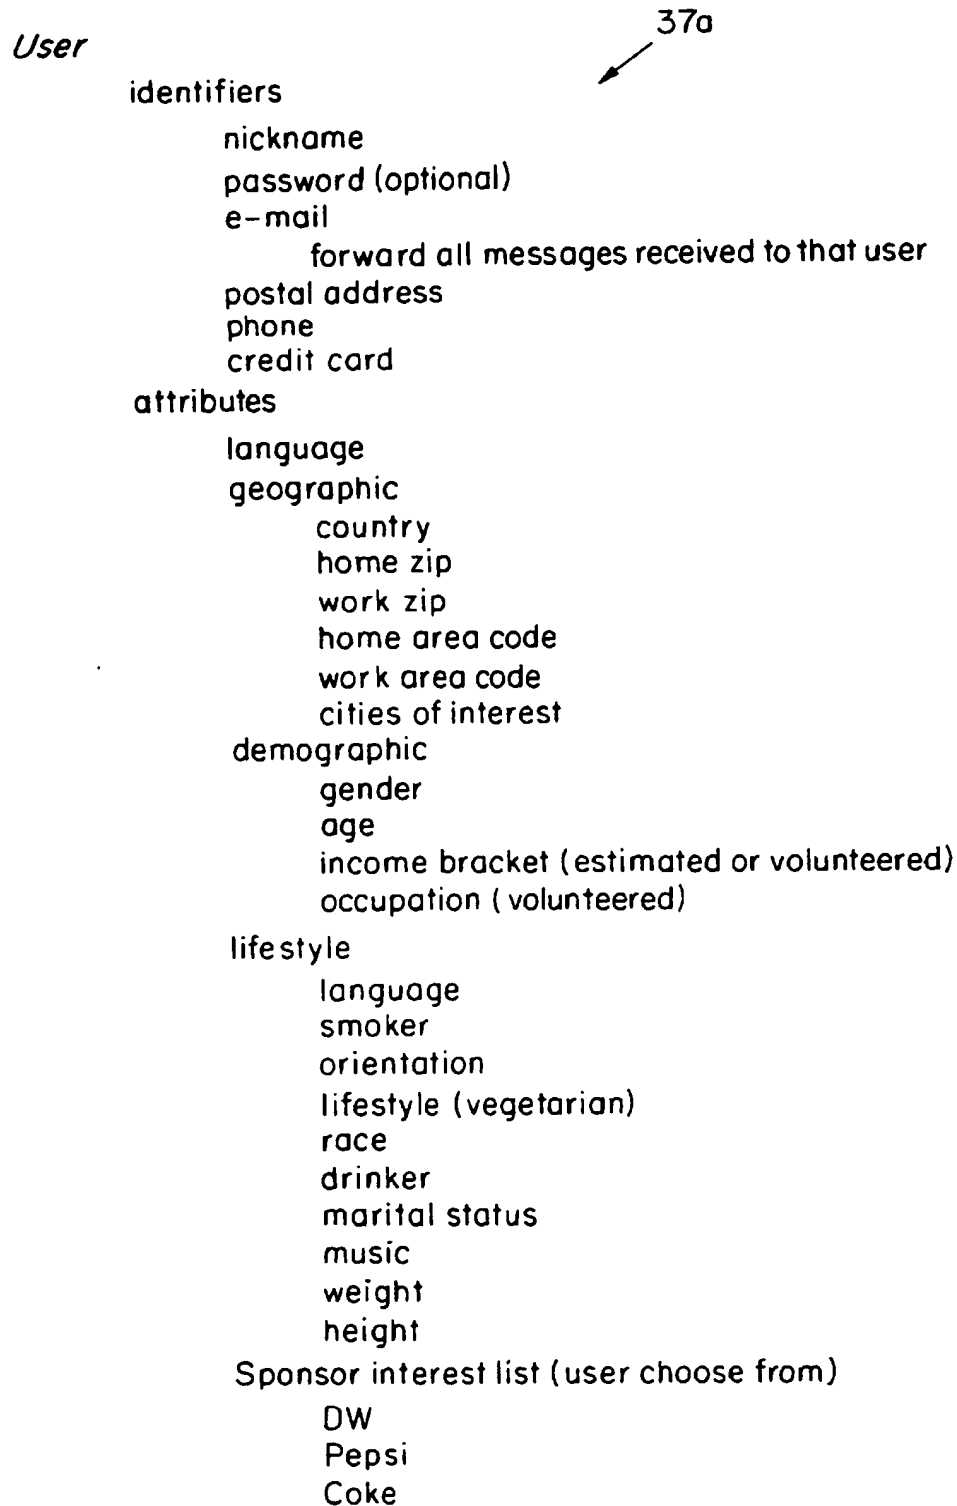 37a
User
identifiers
nickname
password (optional)
e-mail
forward all messages received to that user
postal address
phone
credit card
attributes
language
geographic
country
home zip
work zip
home area code
work area code
cities of interest
demographic
gender
age
income bracket (estimated or volunteered)
occupation (volunteered)
lifestyle
language
smoker
orientation
lifestyle (vegetarian)
race
drinker
marital status
music
weight
height
Sponsor interest list (user choose from)
DW
Pepsi
Coke